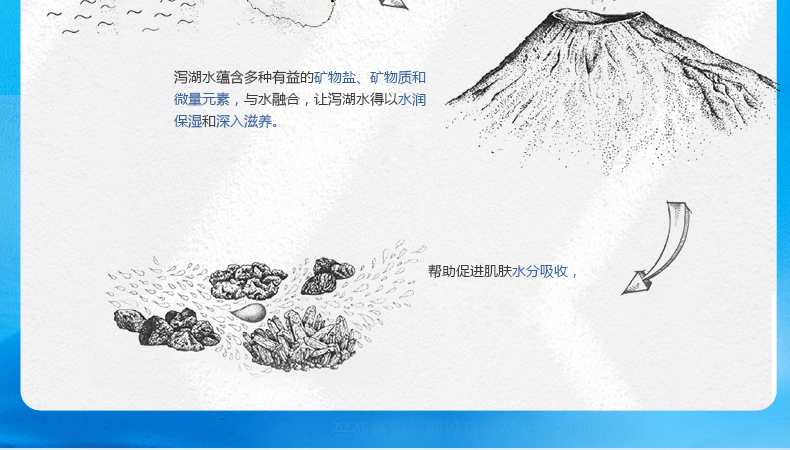 泻湖水蕴含多种有益的矿物盐、矿物质和
微量元素，与水融合，让泻湖水得以水润
保湿和深入滋养。
帮助促进肌肤水分吸收，